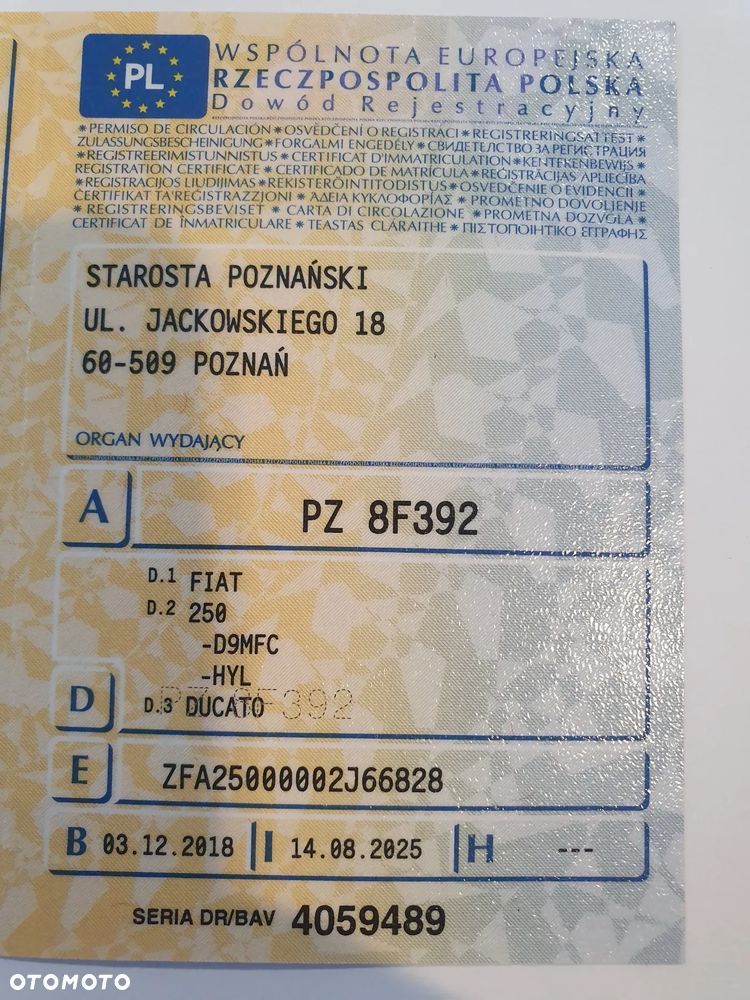 PL
WSPÓLNOTA EUROPEJSKA
RZECZPOSPOLITA POLSKA
Dowód Rejestracyjny
*PERMISO DE CIRCULACIÓN*OSVĚDČENÍ O REGISTRACI*REGISTRERINGSATTEST*
ZULASSUNGSBESCHEINIGUNG*FORGALMI ENGEDÉLY*СВИДЕТЕЛСТВО ЗА РЕГИСТРАЦИЯ
*REGISTREERIMISTUNNISTUS*CERTIFICAT D'IMMATRICULATION*KENTEKENBEWIJS*
REGISTRATION CERTIFICATE*CERTIFICADO DE MATRÍCULA*REĢISTRĀCIJAS APLIECĪBA
*REGISTRACIJOS LIUDIJIMAS*REKISTERÖINTITODISTUS*OSVEDČENIE O EVIDENCII*
ĊERTIFIKAT TA'REĠISTRAZZJONI*ΑΔΕΙΑ ΚΥΚΛΟΦΟΡΙΑΣ*PROMETNO DOVOLJENJE
*REGISTRERINGSBEVISET*CARTA DI CIRCOLAZIONE*PROMETNA DOZVOLA*
CERTIFICAT DE ÎNMATRICULARE*TEASTAS CLÁRAITHE*ΠΙΣΤΟΠΟΙΗΤΙΚΟ ΕΓΓΡΑΦΗΣ
STAROSTA POZNAŃSKI
UL. JACKOWSKIEGO 18
60-509 POZNAŃ
ORGAN WYDAJĄCY
A PZ 8F392
D.1 FIAT
D.2 250
-D9MFC
-HYL
D D.3 DUCATO
PZ 8F392
E ZFA25000002J66828
B 03.12.2018 I 14.08.2025 H ---
SERIA DR/BAV 4059489
OTOMOTO